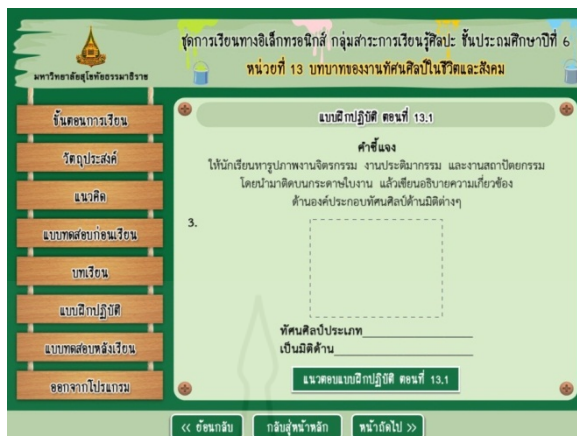 ชุดการเรียนทางอิเล็กทรอนิกส์ กลุ่มสาระการเรียนรู้ศิลปะ ชั้นประถมศึกษาปีที่ 6
หน่วยที่ 13 บทบาทของงานทัศนศิลป์ในชีวิตและสังคม
มหาวิทยาลัยสุโขทัยธรรมาธิราช
ขั้นตอนการเรียน
วัตถุประสงค์
แนวคิด
แบบทดสอบก่อนเรียน
บทเรียน
แบบฝึกปฏิบัติ
แบบทดสอบหลังเรียน
ออกจากโปรแกรม
แบบฝึกปฏิบัติ ตอนที่ 13.1
คำชี้แจง
ให้นักเรียนหารูปภาพงานจิตรกรรม งานประติมากรรม และงานสถาปัตยกรรม
โดยนำมาติดบนกระดาษใบงาน แล้วเขียนอธิบายความเกี่ยวข้อง
ด้านองค์ประกอบทัศนศิลป์ด้านมิติต่างๆ
3.
ทัศนศิลป์ประเภท
เป็นมิติด้าน
แนวตอบแบบฝึกปฏิบัติ ตอนที่ 13.1
<< ย้อนกลับ
กลับสู่หน้าหลัก
หน้าถัดไป >>